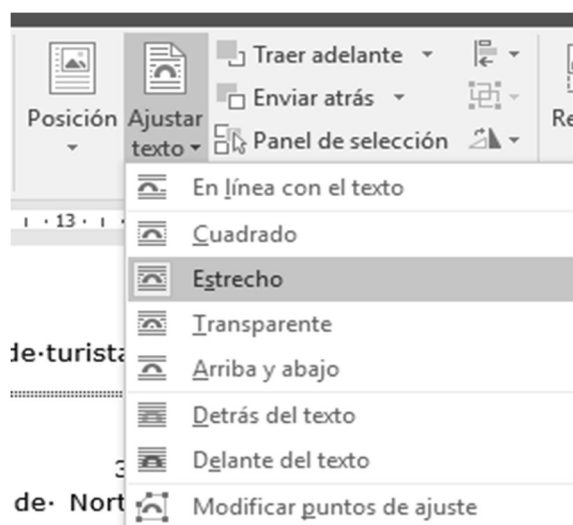 Posición
Ajustar
texto
Traer adelante
Enviar atrás
Panel de selección
Re
· 13 ·
En línea con el texto
Cuadrado
Estrecho
Transparente
Arriba y abajo
Detrás del texto
Delante del texto
Modificar puntos de ajuste
de·turista
3
de· Nort